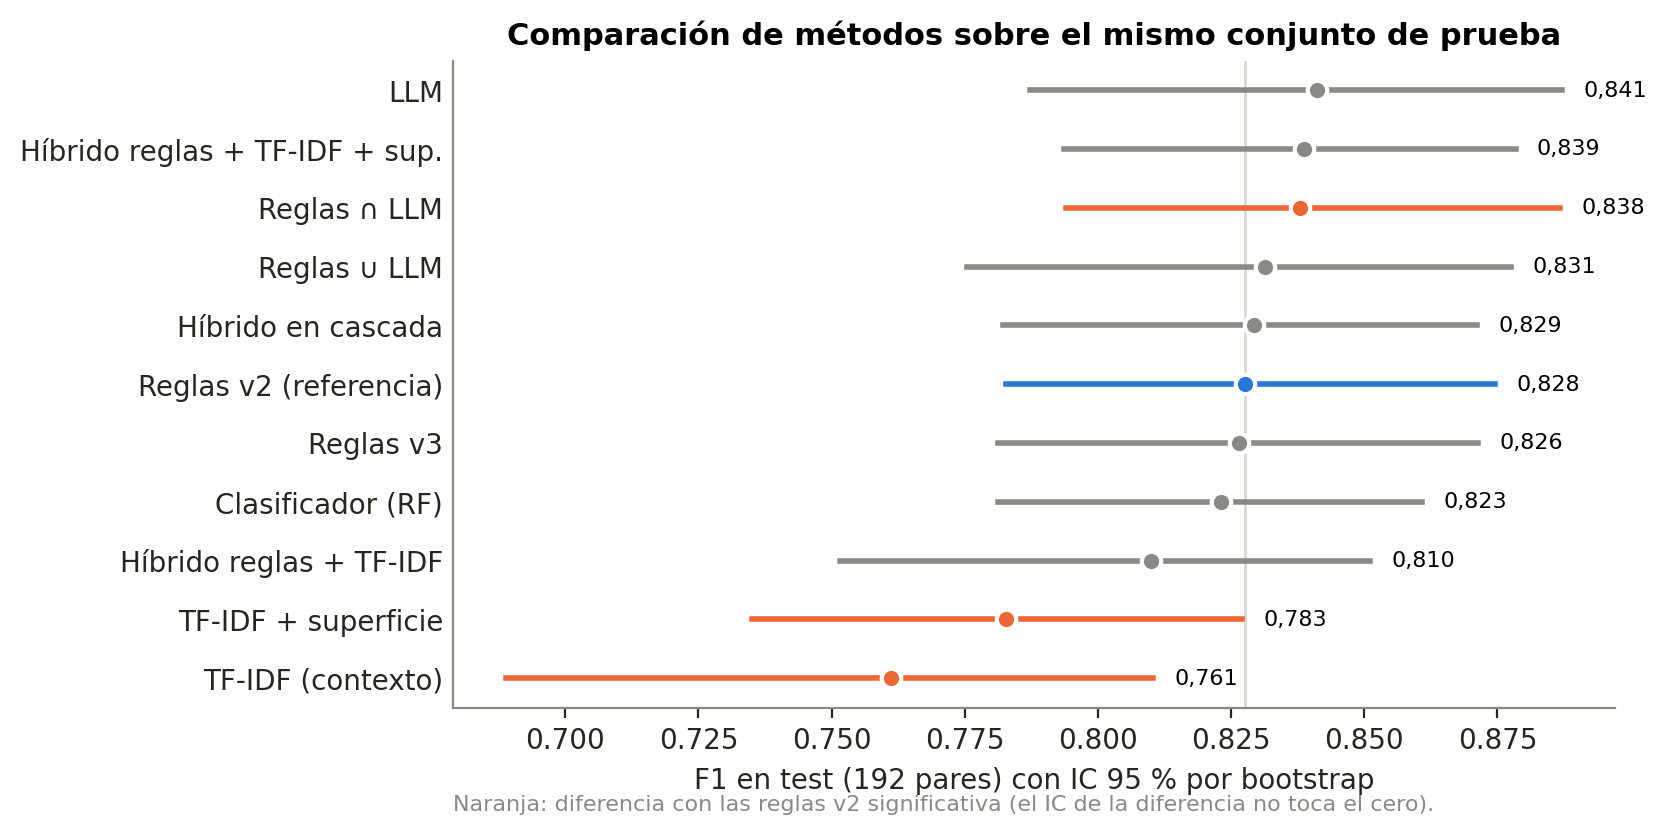 Comparación de métodos sobre el mismo conjunto de prueba
LLM 0,841
Híbrido reglas + TF-IDF + sup. 0,839
Reglas ∩ LLM 0,838
Reglas ∪ LLM 0,831
Híbrido en cascada 0,829
Reglas v2 (referencia) 0,828
Reglas v3 0,826
Clasificador (RF) 0,823
Híbrido reglas + TF-IDF 0,810
TF-IDF + superficie 0,783
TF-IDF (contexto) 0,761
0.700 0.725 0.750 0.775 0.800 0.825 0.850 0.875
F1 en test (192 pares) con IC 95 % por bootstrap
Naranja: diferencia con las reglas v2 significativa (el IC de la diferencia no toca el cero).